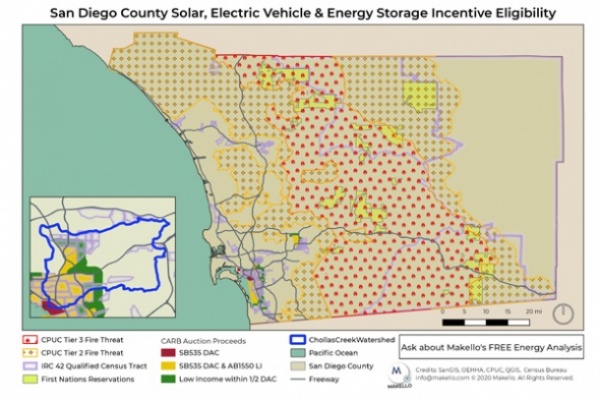 San Diego County Solar, Electric Vehicle & Energy Storage Incentive Eligibility
0 5 10 20 mi
CPUC Tier 3 Fire Threat
CPUC Tier 2 Fire Threat
IRC 42 Qualified Census Tract
First Nations Reservations
CARB Auction Proceeds
SB535 DAC
SB535 DAC & AB1550 LI
Low Income within 1/2 DAC
ChollasCreekWatershed
Pacific Ocean
San Diego County
Freeway
Ask about Makello's FREE Energy Analysis
MAKELLO
Credits: SanGIS, OEHHA, CPUC, QGIS, Census Bureau
info@makello.com © 2020 Makello. All Rights Reserved.